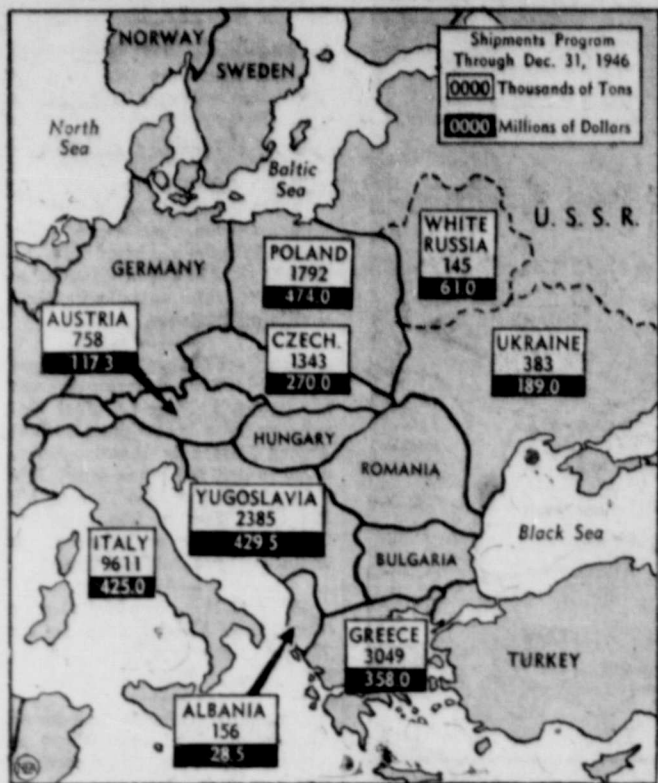 NORWAY
SWEDEN
Shipments Program
Through Dec. 31, 1946
0000 Thousands of Tons
0000 Millions of Dollars
North
Sea
Baltic
Sea
U. S. S. R.
WHITE
RUSSIA
145
61.0
GERMANY
POLAND
1792
474.0
AUSTRIA
758
117.3
CZECH.
1343
270.0
UKRAINE
383
189.0
HUNGARY
ROMANIA
YUGOSLAVIA
2385
429.5
Black Sea
ITALY
9611
425.0
BULGARIA
GREECE
3049
358.0
TURKEY
ALBANIA
156
28.5
NEA